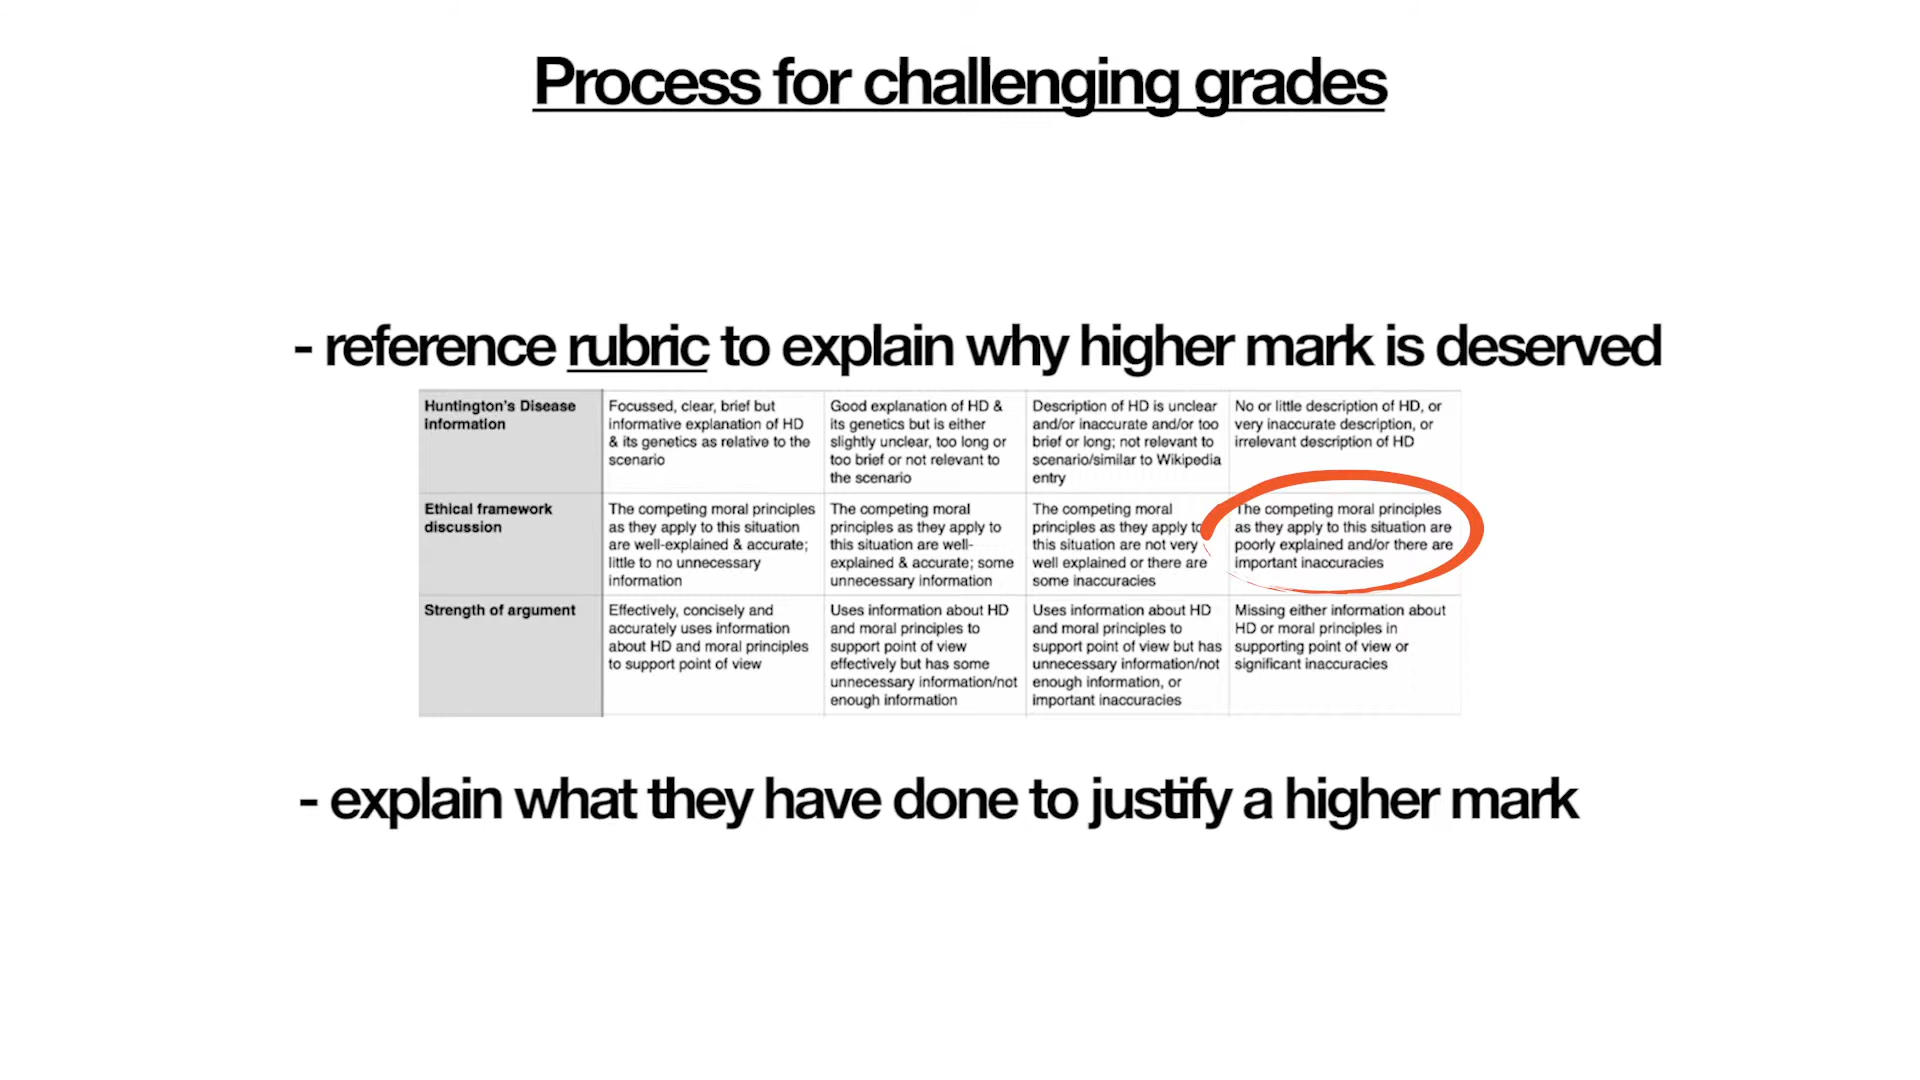 Process for challenging grades
- reference rubric to explain why higher mark is deserved
Huntington's Disease
information
Focussed, clear, brief but
informative explanation of HD
& its genetics as relative to the
scenario
Good explanation of HD &
its genetics but is either
slightly unclear, too long or
too brief or not relevant to
the scenario
Description of HD is unclear
and/or inaccurate and/or too
brief or long; not relevant to
scenario/similar to Wikipedia
entry
No or little description of HD, or
very inaccurate description, or
irrelevant description of HD
Ethical framework
discussion
The competing moral principles
as they apply to this situation
are well-explained & accurate;
little to no unnecessary
information
The competing moral
principles as they apply to
this situation are well-
explained & accurate; some
unnecessary information
The competing moral
principles as they apply to
this situation are not very
well explained or there are
some inaccuracies
The competing moral principles
as they apply to this situation are
poorly explained and/or there are
important inaccuracies
Strength of argument
Effectively, concisely and
accurately uses information
about HD and moral principles
to support point of view
Uses information about HD
and moral principles to
support point of view
effectively but has some
unnecessary information/not
enough information
Uses information about HD
and moral principles to
support point of view but has
unnecessary information/not
enough information, or
important inaccuracies
Missing either information about
HD or moral principles in
supporting point of view or
significant inaccuracies
- explain what they have done to justify a higher mark